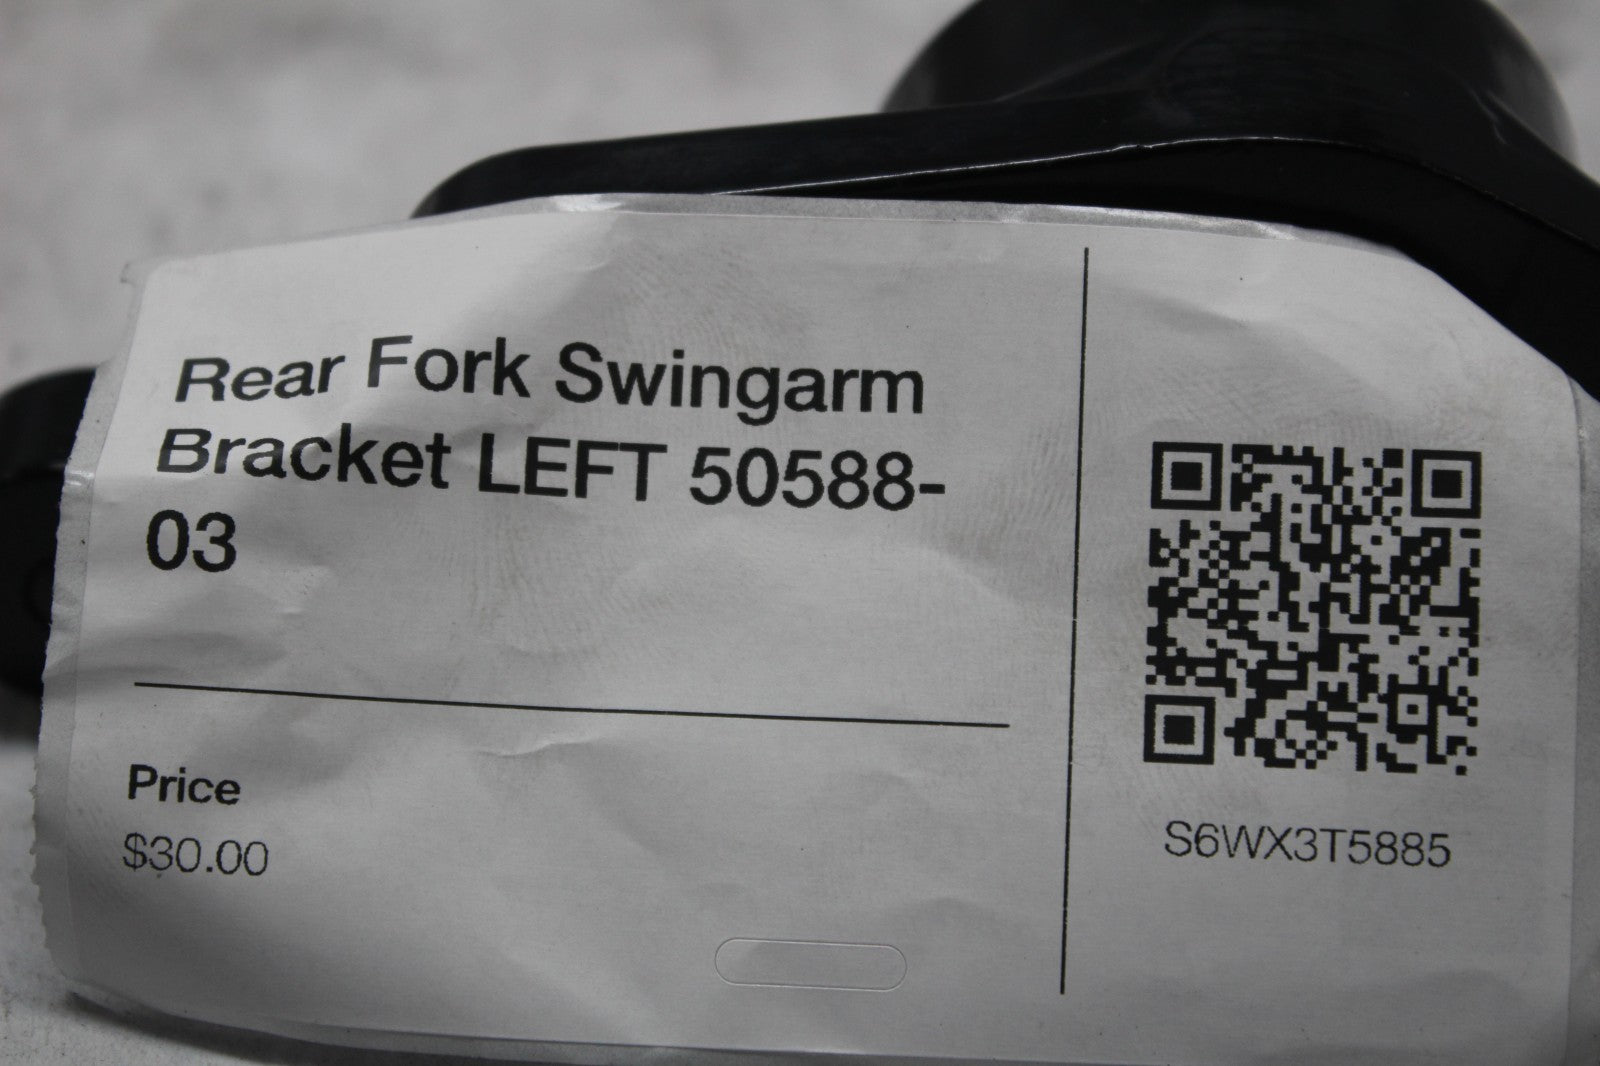 Rear Fork Swingarm
Bracket LEFT 50588-
03
Price
$30.00
S6WX3T5885